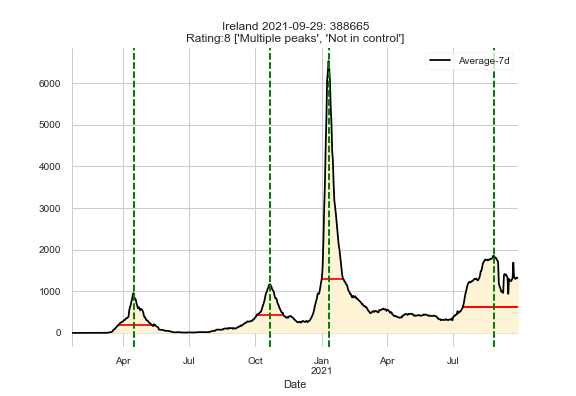 Ireland 2021-09-29: 388665
Rating:8 ['Multiple peaks', 'Not in control']
Average-7d
6000
5000
4000
3000
2000
1000
0
Apr Jul Oct Jan Apr Jul
2021
Date